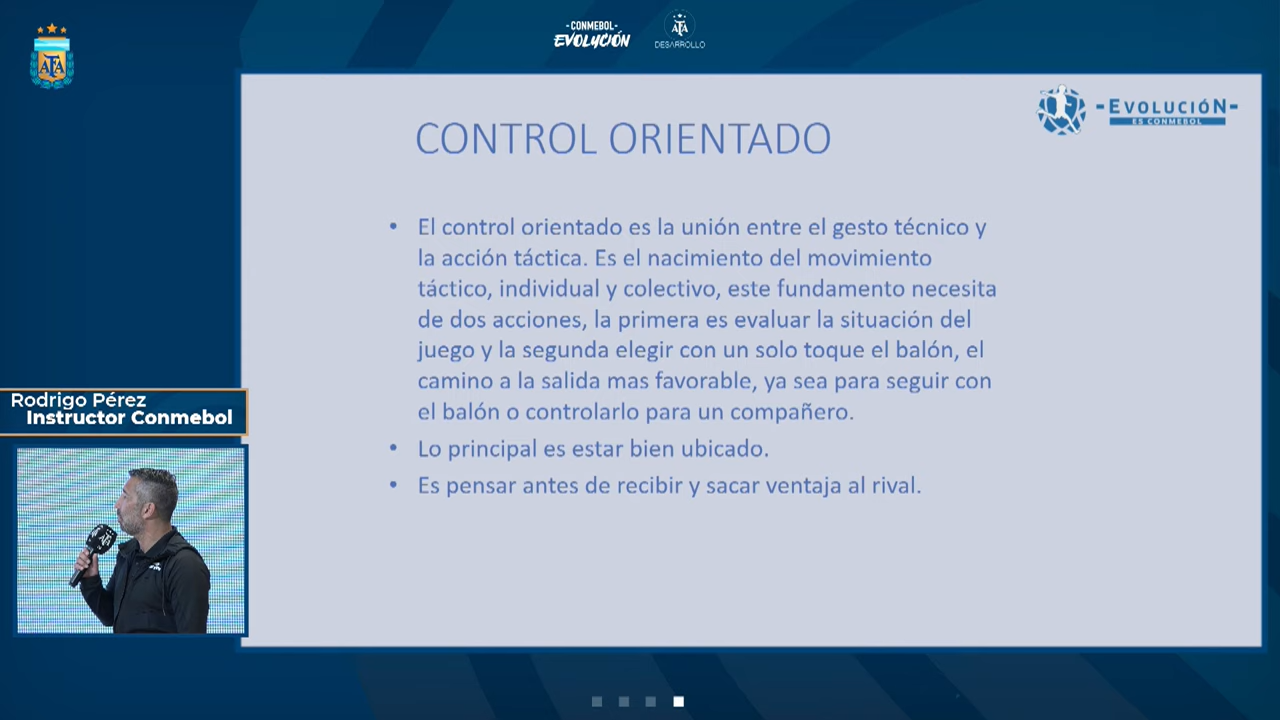 -CONMEBOL-
EVOLUCIÓN
AFA
DESARROLLO
AFA
-EVOLUCIÓN-
ES CONMEBOL
CONTROL ORIENTADO
• El control orientado es la unión entre el gesto técnico y
la acción táctica. Es el nacimiento del movimiento
táctico, individual y colectivo, este fundamento necesita
de dos acciones, la primera es evaluar la situación del
juego y la segunda elegir con un solo toque el balón, el
camino a la salida mas favorable, ya sea para seguir con
el balón o controlarlo para un compañero.
• Lo principal es estar bien ubicado.
• Es pensar antes de recibir y sacar ventaja al rival.
Rodrigo Pérez
Instructor Conmebol
AFA